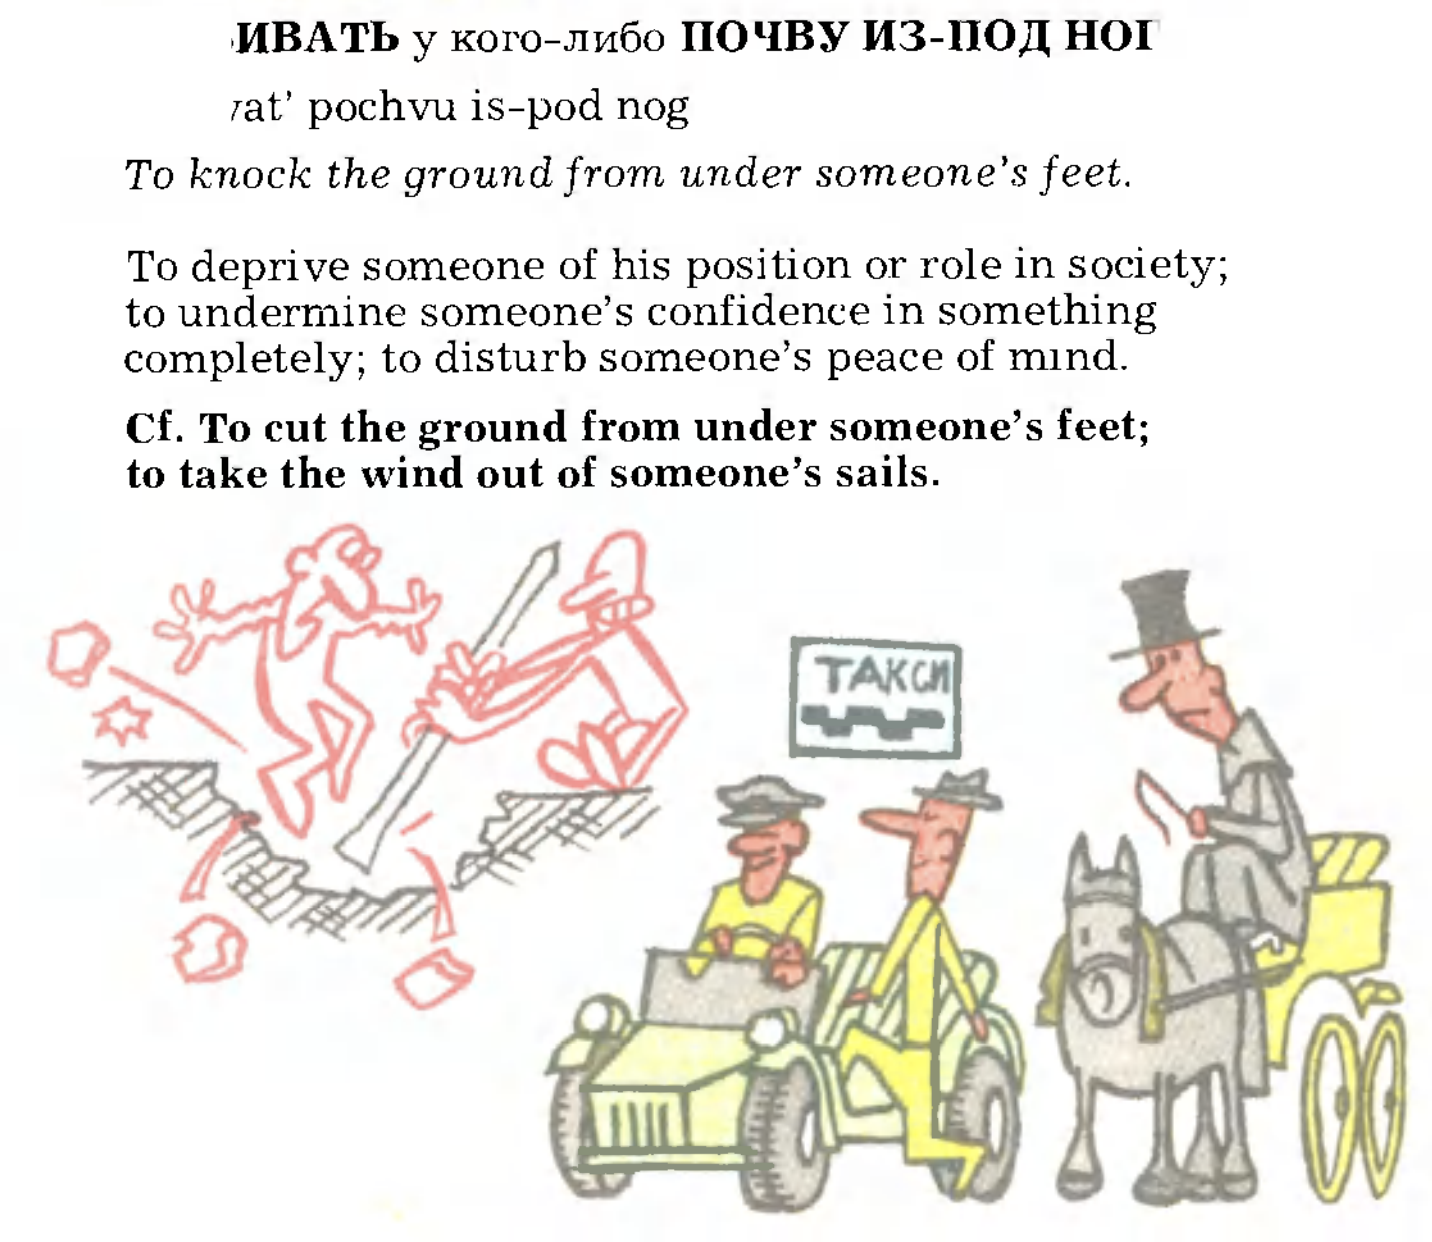 ИВАТЬ у кого-либо ПОЧВУ ИЗ-ПОД НОГ
at' pochvu is-pod nog
To knock the ground from under someone's feet.
To deprive someone of his position or role in society;
to undermine someone's confidence in something
completely; to disturb someone's peace of mind.
Cf. To cut the ground from under someone's feet;
to take the wind out of someone's sails.
ТАКСИ